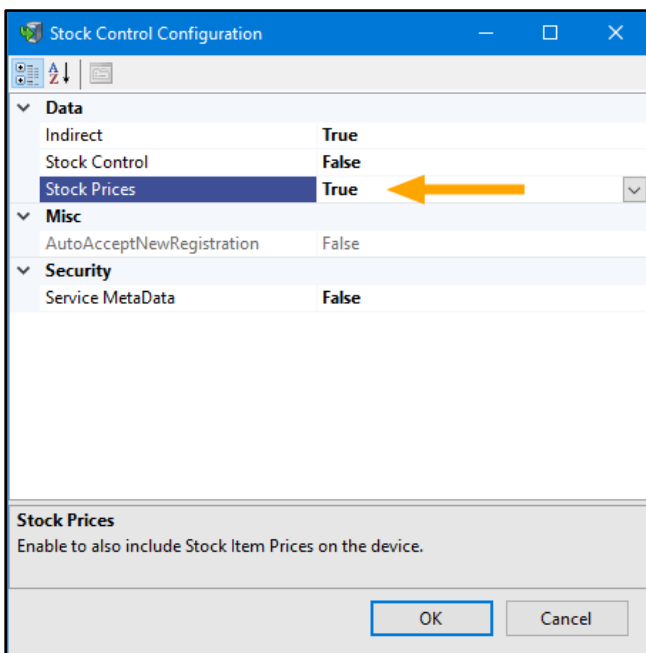 Stock Control Configuration
Data
Indirect True
Stock Control False
Stock Prices True
Misc
AutoAcceptNewRegistration False
Security
Service MetaData False
Stock Prices
Enable to also include Stock Item Prices on the device.
OK Cancel